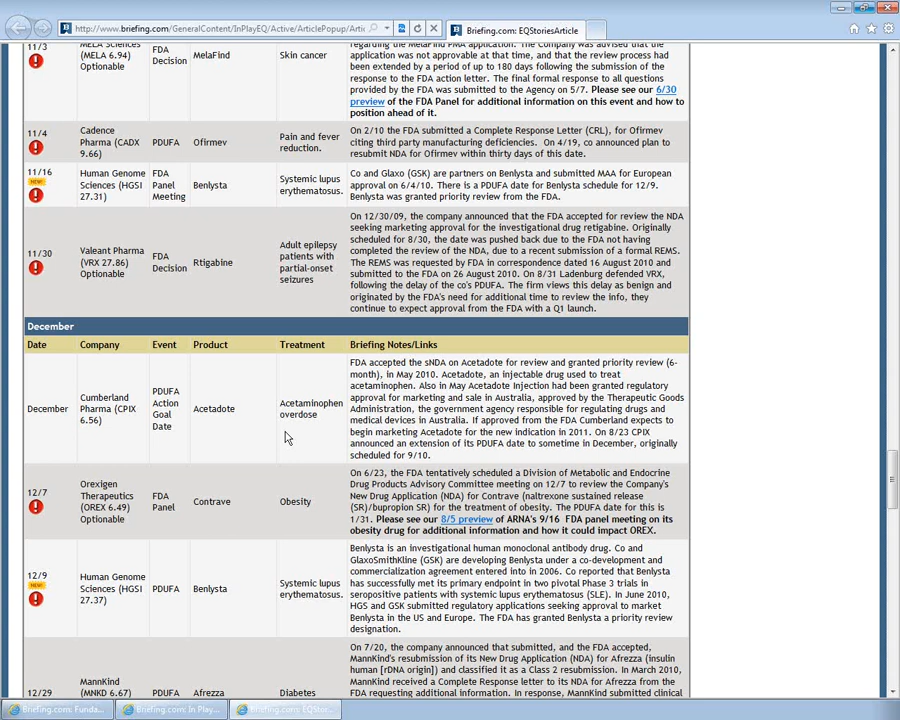 http://www.briefing.com/GeneralContent/InPlayEQ/Active/ArticlePopup/Artic
Briefing.com: EQStoriesArticle
11/3
MELA Sciences
(MELA 6.94)
Optionable
FDA
Decision
MelaFind
Skin cancer
regarding the MelaFind PMA application. The Company was advised that the
application was not approvable at that time, and that the review process had
been extended by a period of up to 180 days following the submission of the
response to the FDA action letter. The final formal response to all questions
provided by the FDA was submitted to the Agency on 5/7. Please see our 6/30
preview of the FDA Panel for additional information on this event and how to
position ahead of it.
11/4
Cadence
Pharma (CADX
9.66)
PDUFA
Ofirmev
Pain and fever
reduction.
On 2/10 the FDA submitted a Complete Response Letter (CRL), for Ofirmev
citing third party manufacturing deficiencies. On 4/19, co announced plan to
resubmit NDA for Ofirmev within thirty days of this date.
11/16
NEW!
Human Genome
Sciences (HGSI
27.31)
FDA
Panel
Meeting
Benlysta
Systemic lupus
erythematosus.
Co and Glaxo (GSK) are partners on Benlysta and submitted MAA for European
approval on 6/4/10. There is a PDUFA date for Benlysta schedule for 12/9.
Benlysta was granted priority review from the FDA.
11/30
Valeant Pharma
(VRX 27.86)
Optionable
FDA
Decision
Rtigabine
Adult epilepsy
patients with
partial-onset
seizures
On 12/30/09, the company announced that the FDA accepted for review the NDA
seeking marketing approval for the investigational drug retigabine. Originally
scheduled for 8/30, the date was pushed back due to the FDA not having
completed the review of the NDA, due to a recent submission of a formal REMS.
The REMS was requested by FDA in correspondence dated 16 August 2010 and
submitted to the FDA on 26 August 2010. On 8/31 Ladenburg defended VRX,
following the delay of the co's PDUFA. The firm views this delay as benign and
originated by the FDA's need for additional time to review the info, they
continue to expect approval from the FDA with a Q1 launch.
December
Date Company Event Product Treatment Briefing Notes/Links
December
Cumberland
Pharma (CPIX
6.56)
PDUFA
Action
Goal
Date
Acetadote
Acetaminophen
overdose
FDA accepted the sNDA on Acetadote for review and granted priority review (6-
month), in May 2010. Acetadote, an injectable drug used to treat
acetaminophen. Also in May Acetadote Injection had been granted regulatory
approval for marketing and sale in Australia, approved by the Therapeutic Goods
Administration, the government agency responsible for regulating drugs and
medical devices in Australia. If approved from the FDA Cumberland expects to
begin marketing Acetadote for the new indication in 2011. On 8/23 CPIX
announced an extension of its PDUFA date to sometime in December, originally
scheduled for 9/10.
12/7
Orexigen
Therapeutics
(OREX 6.49)
Optionable
FDA
Panel
Contrave
Obesity
On 6/23, the FDA tentatively scheduled a Division of Metabolic and Endocrine
Drug Products Advisory Committee meeting on 12/7 to review the Company's
New Drug Application (NDA) for Contrave (naltrexone sustained release
(SR)/bupropion SR) for the treatment of obesity. The PDUFA date for this is
1/31. Please see our 8/5 preview of ARNA's 9/16 FDA panel meeting on its
obesity drug for additional information and how it could impact OREX.
12/9
NEW!
Human Genome
Sciences (HGSI
27.37)
PDUFA
Benlysta
Systemic lupus
erythematosus.
Benlysta is an investigational human monoclonal antibody drug. Co and
GlaxoSmithKline (GSK) are developing Benlysta under a co-development and
commercialization agreement entered into in 2006. Co reported that Benlysta
has successfully met its primary endpoint in two pivotal Phase 3 trials in
seropositive patients with systemic lupus erythematosus (SLE). In June 2010,
HGS and GSK submitted regulatory applications seeking approval to market
Benlysta in the US and Europe. The FDA has granted Benlysta a priority review
designation.
12/29
MannKind
(MNKD 6.67)
PDUFA
Afrezza
Diabetes
On 7/20, the company announced that submitted, and the FDA accepted,
MannKind's resubmission of its New Drug Application (NDA) for Afrezza (insulin
human [rDNA origin]) and classified it as a Class 2 resubmission. In March 2010,
MannKind received a Complete Response letter to its NDA for Afrezza from the
FDA requesting additional information. In response, MannKind submitted clinical
Briefing.com: Funda...
Briefing.com: In Play...
Briefing.com: EQStor...